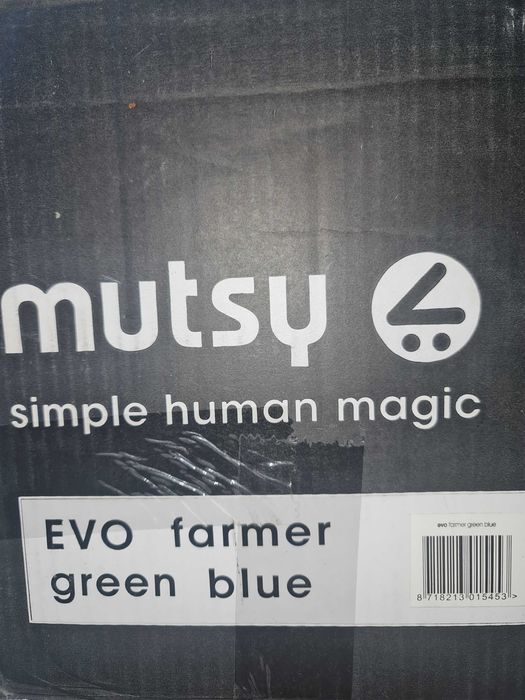 mutsy
simple human magic
EVO farmer
green blue
evo farmer green blue
8 718213 015453 >